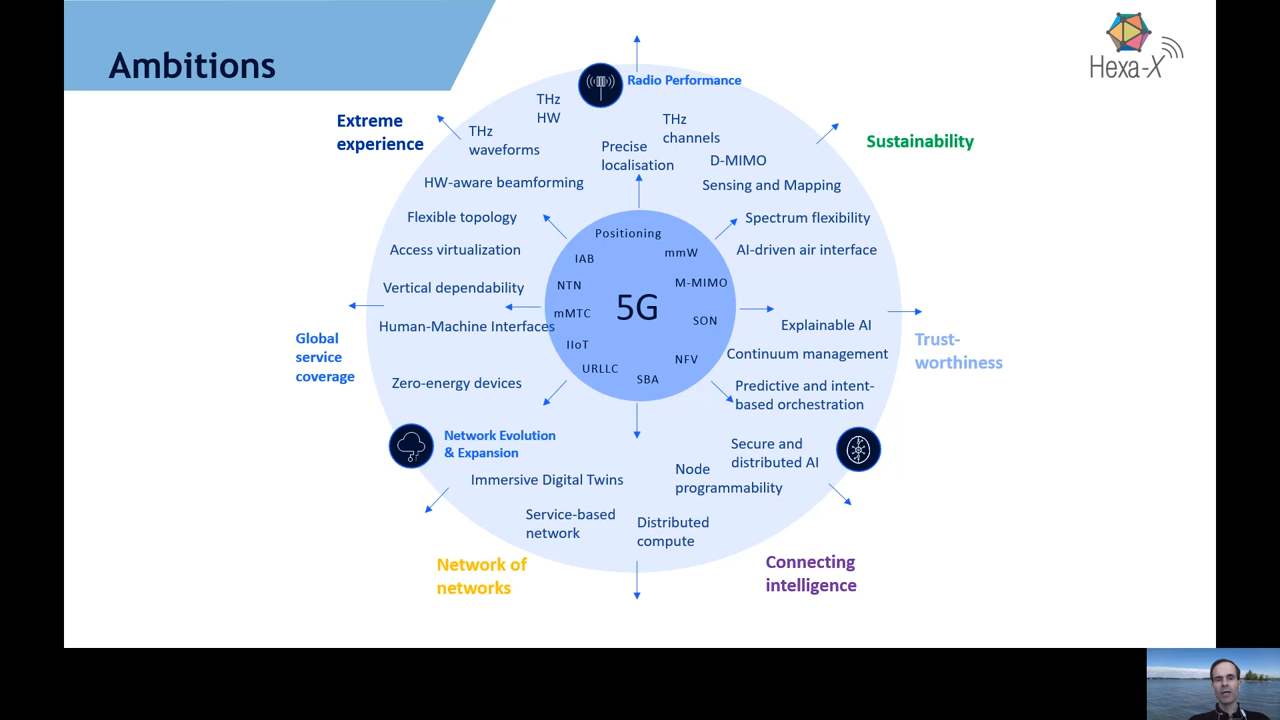 Ambitions
Hexa-X
Radio Performance
Extreme
experience
Sustainability
THz
HW
THz
waveforms
THz
channels
Precise
localisation
D-MIMO
HW-aware beamforming
Sensing and Mapping
Flexible topology
Spectrum flexibility
Access virtualization
AI-driven air interface
Vertical dependability
Human-Machine Interfaces
Explainable AI
Continuum management
Zero-energy devices
Predictive and intent-
based orchestration
Positioning
IAB
mmW
NTN
M-MIMO
mMTC
5G
SON
IIoT
NFV
URLLC
SBA
Global
service
coverage
Trust-
worthiness
Network Evolution
& Expansion
Secure and
distributed AI
Immersive Digital Twins
Node
programmability
Service-based
network
Distributed
compute
Network of
networks
Connecting
intelligence